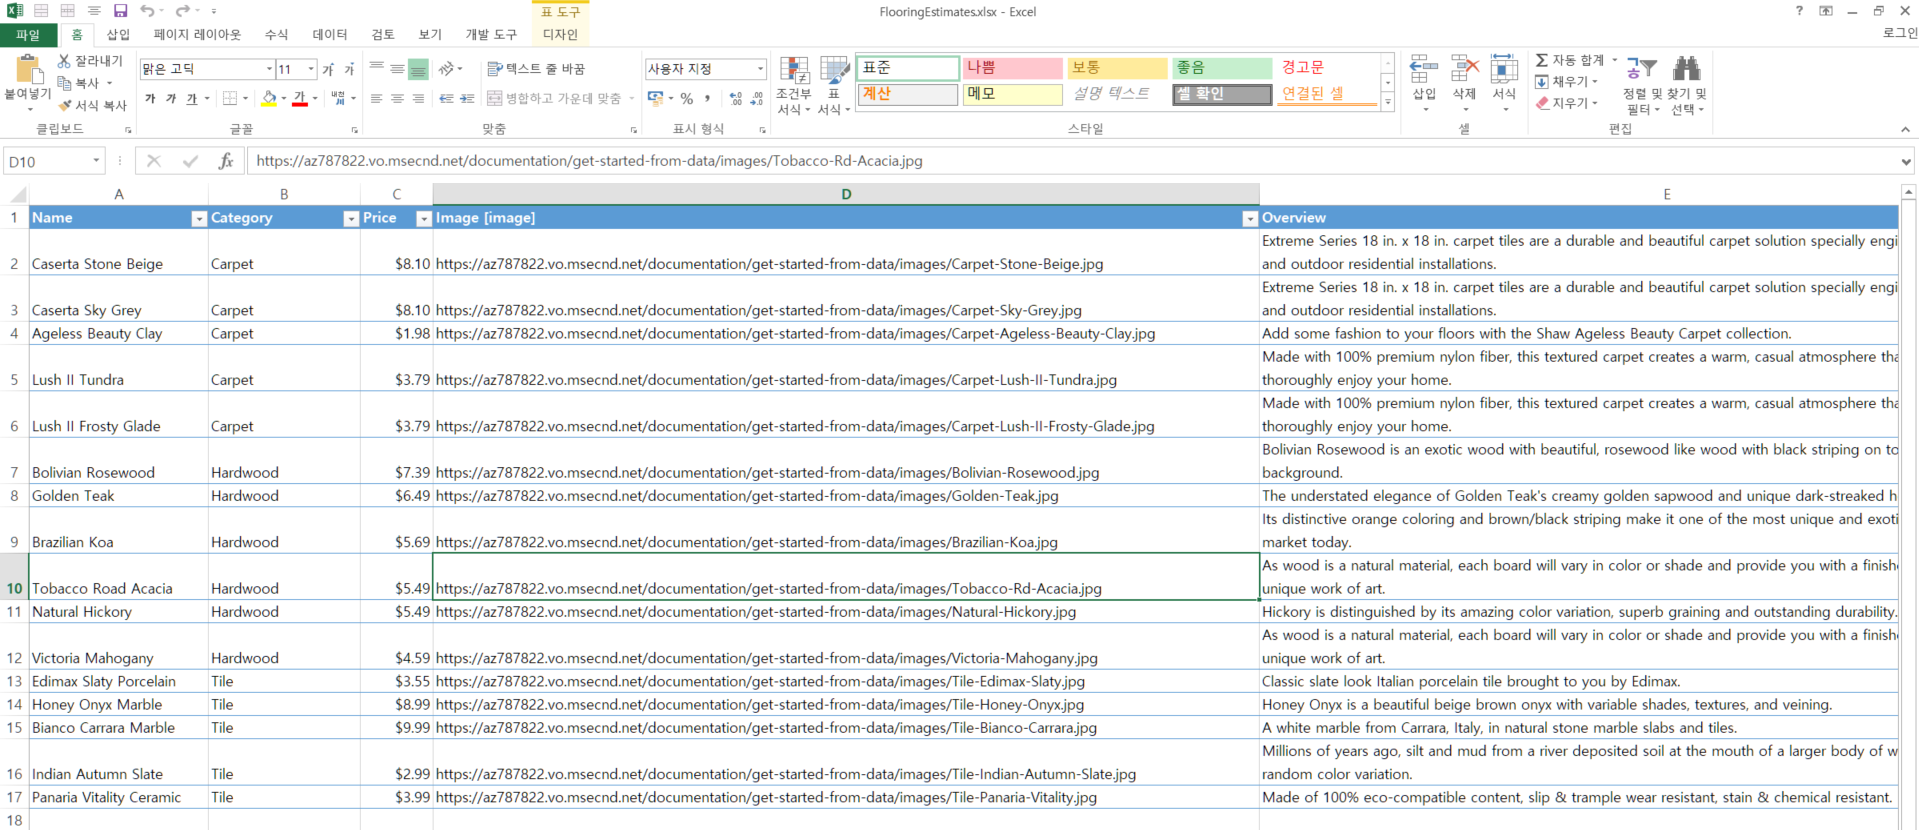 표 도구
FlooringEstimates.xlsx - Excel
?
파일
홈
삽입
페이지 레이아웃
수식
데이터
검토
보기
개발 도구
디자인
로그인
붙여넣기
잘라내기
복사
서식 복사
클립보드
맑은 고딕
11
가 가
가 가 가
가
내천
글꼴
텍스트 줄 바꿈
병합하고 가운데 맞춤
맞춤
사용자 지정
% ,
표시 형식
조건부
서식
표
서식
표준
나쁨
보통
좋음
경고문
계산
메모
설명 텍스트
셀 확인
연결된 셀
스타일
삽입
삭제
서식
셀
자동 합계
채우기
지우기
정렬 및
필터
찾기 및
선택
편집
D10
fx
https://az787822.vo.msecnd.net/documentation/get-started-from-data/images/Tobacco-Rd-Acacia.jpg
A B C D E
1 Name Category Price Image [image] Overview
Extreme Series 18 in. x 18 in. carpet tiles are a durable and beautiful carpet solution specially engi
2 Caserta Stone Beige Carpet $8.10 https://az787822.vo.msecnd.net/documentation/get-started-from-data/images/Carpet-Stone-Beige.jpg and outdoor residential installations.
Extreme Series 18 in. x 18 in. carpet tiles are a durable and beautiful carpet solution specially engi
3 Caserta Sky Grey Carpet $8.10 https://az787822.vo.msecnd.net/documentation/get-started-from-data/images/Carpet-Sky-Grey.jpg and outdoor residential installations.
4 Ageless Beauty Clay Carpet $1.98 https://az787822.vo.msecnd.net/documentation/get-started-from-data/images/Carpet-Ageless-Beauty-Clay.jpg Add some fashion to your floors with the Shaw Ageless Beauty Carpet collection.
Made with 100% premium nylon fiber, this textured carpet creates a warm, casual atmosphere tha
5 Lush II Tundra Carpet $3.79 https://az787822.vo.msecnd.net/documentation/get-started-from-data/images/Carpet-Lush-II-Tundra.jpg thoroughly enjoy your home.
Made with 100% premium nylon fiber, this textured carpet creates a warm, casual atmosphere tha
6 Lush II Frosty Glade Carpet $3.79 https://az787822.vo.msecnd.net/documentation/get-started-from-data/images/Carpet-Lush-II-Frosty-Glade.jpg thoroughly enjoy your home.
Bolivian Rosewood is an exotic wood with beautiful, rosewood like wood with black striping on to
7 Bolivian Rosewood Hardwood $7.39 https://az787822.vo.msecnd.net/documentation/get-started-from-data/images/Bolivian-Rosewood.jpg background.
8 Golden Teak Hardwood $6.49 https://az787822.vo.msecnd.net/documentation/get-started-from-data/images/Golden-Teak.jpg The understated elegance of Golden Teak's creamy golden sapwood and unique dark-streaked h
Its distinctive orange coloring and brown/black striping make it one of the most unique and exoti
9 Brazilian Koa Hardwood $5.69 https://az787822.vo.msecnd.net/documentation/get-started-from-data/images/Brazilian-Koa.jpg market today.
As wood is a natural material, each board will vary in color or shade and provide you with a finish
10 Tobacco Road Acacia Hardwood $5.49 https://az787822.vo.msecnd.net/documentation/get-started-from-data/images/Tobacco-Rd-Acacia.jpg unique work of art.
11 Natural Hickory Hardwood $5.49 https://az787822.vo.msecnd.net/documentation/get-started-from-data/images/Natural-Hickory.jpg Hickory is distinguished by its amazing color variation, superb graining and outstanding durability.
As wood is a natural material, each board will vary in color or shade and provide you with a finish
12 Victoria Mahogany Hardwood $4.59 https://az787822.vo.msecnd.net/documentation/get-started-from-data/images/Victoria-Mahogany.jpg unique work of art.
13 Edimax Slaty Porcelain Tile $3.55 https://az787822.vo.msecnd.net/documentation/get-started-from-data/images/Tile-Edimax-Slaty.jpg Classic slate look Italian porcelain tile brought to you by Edimax.
14 Honey Onyx Marble Tile $8.99 https://az787822.vo.msecnd.net/documentation/get-started-from-data/images/Tile-Honey-Onyx.jpg Honey Onyx is a beautiful beige brown onyx with variable shades, textures, and veining.
15 Bianco Carrara Marble Tile $9.99 https://az787822.vo.msecnd.net/documentation/get-started-from-data/images/Tile-Bianco-Carrara.jpg A white marble from Carrara, Italy, in natural stone marble slabs and tiles.
Millions of years ago, silt and mud from a river deposited soil at the mouth of a larger body of w
16 Indian Autumn Slate Tile $2.99 https://az787822.vo.msecnd.net/documentation/get-started-from-data/images/Tile-Indian-Autumn-Slate.jpg random color variation.
17 Panaria Vitality Ceramic Tile $3.99 https://az787822.vo.msecnd.net/documentation/get-started-from-data/images/Tile-Panaria-Vitality.jpg Made of 100% eco-compatible content, slip & trample wear resistant, stain & chemical resistant.
18